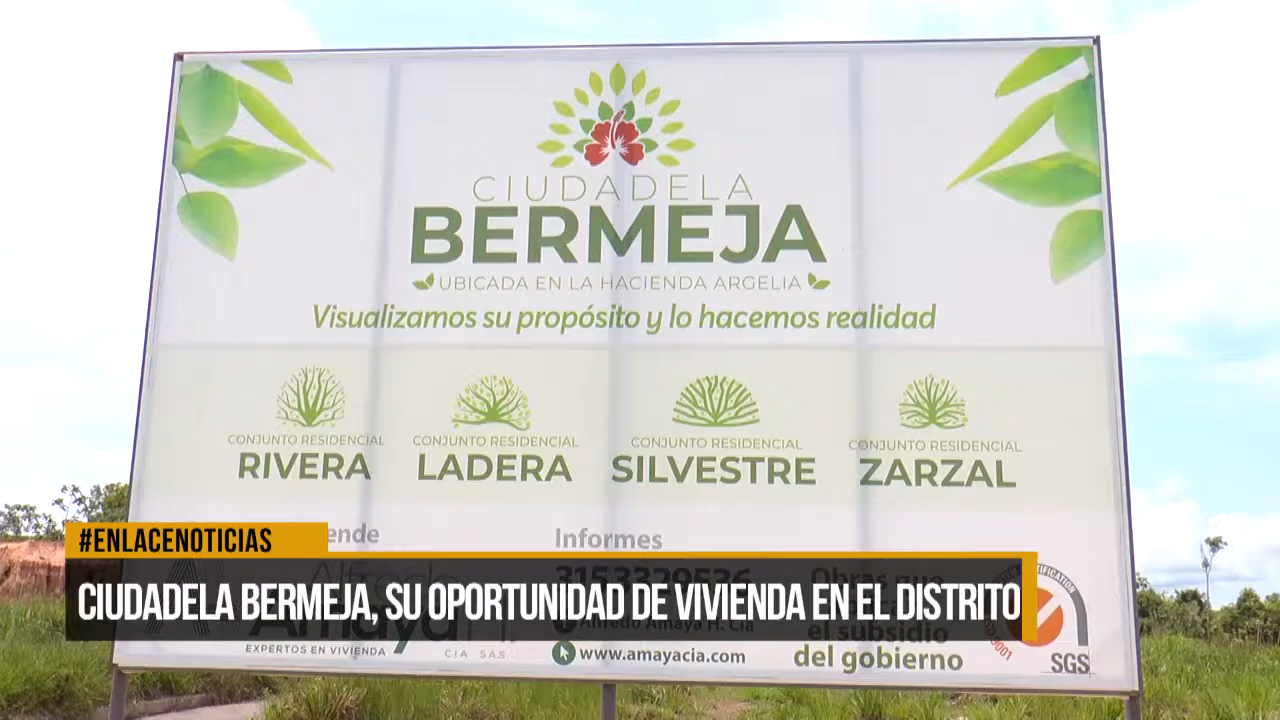 CIUDADELA
BERMEJA
UBICADA EN LA HACIENDA ARGELIA
Visualizamos su propósito y lo hacemos realidad
CONJUNTO RESIDENCIAL
RIVERA
CONJUNTO RESIDENCIAL
LADERA
CONJUNTO RESIDENCIAL
SILVESTRE
CONJUNTO RESIDENCIAL
ZARZAL
Informes
#ENLACENOTICIAS
CIUDADELA BERMEJA, SU OPORTUNIDAD DE VIVIENDA EN EL DISTRITO
Alfredo Amaya H. Cia
EXPERTOS EN VIVIENDA
CIA SAS
www.amayacia.com
el subsidio
del gobierno
SGS